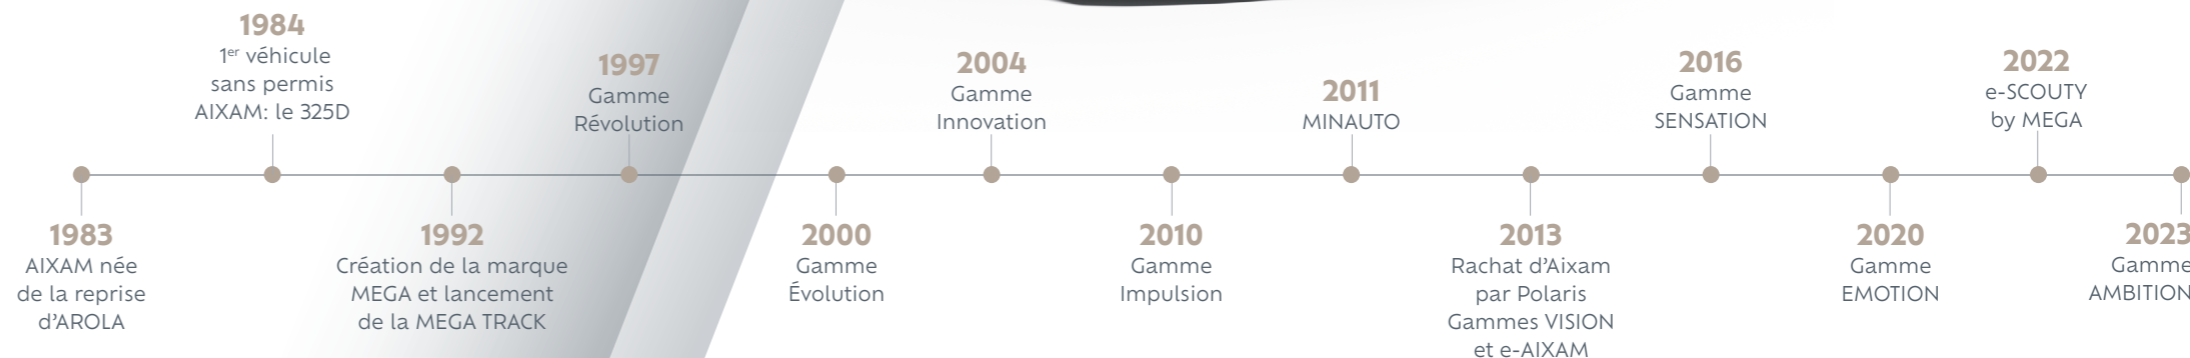 1983
AIXAM née
de la reprise
d'AROLA
1984
1er véhicule
sans permis
AIXAM: le 325D
1992
Création de la marque
MEGA et lancement
de la MEGA TRACK
1997
Gamme
Révolution
2000
Gamme
Évolution
2004
Gamme
Innovation
2010
Gamme
Impulsion
2011
MINAUTO
2013
Rachat d'Aixam
par Polaris
Gammes VISION
et e-AIXAM
2016
Gamme
SENSATION
2020
Gamme
EMOTION
2022
e-SCOUTY
by MEGA
2023
Gamme
AMBITION